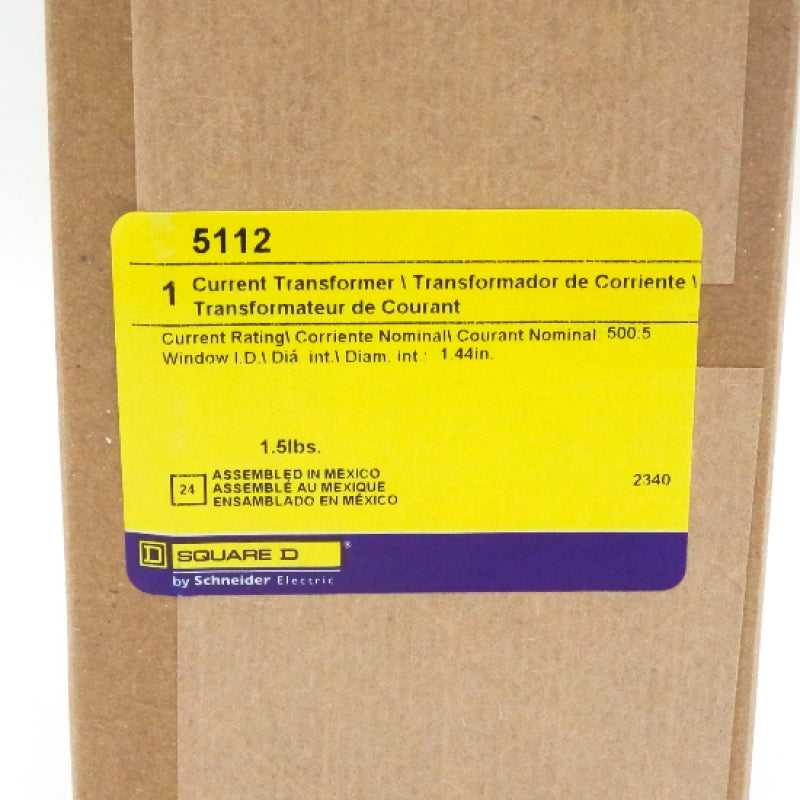 5112
1 Current Transformer \ Transformador de Corriente \
Transformateur de Courant
Current Rating\ Corriente Nominal\ Courant Nominal: 500:5
Window I.D.\ Diá. int.\ Diam. int.: 1.44in.
1.5lbs.
24
ASSEMBLED IN MEXICO
ASSEMBLÉ AU MEXIQUE
ENSAMBLADO EN MÉXICO
2340
D SQUARE D ®
by Schneider Electric